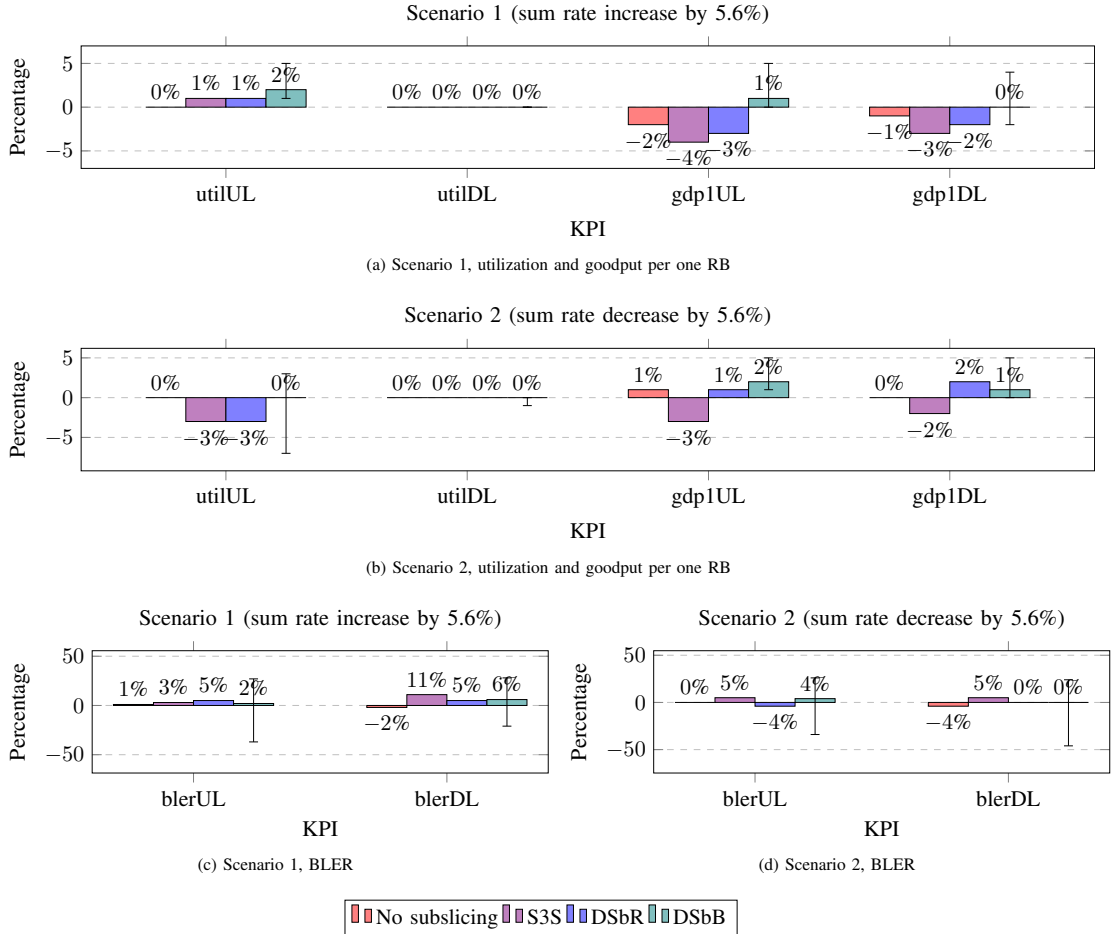 Scenario 1 (sum rate increase by 5.6%)
Percentage
5
0
−5
0% 1% 1% 2%
0% 0% 0% 0%
−2% −4% −3% 1%
−1% −3% −2% 0%
utilUL utilDL gdp1UL gdp1DL
KPI
(a) Scenario 1, utilization and goodput per one RB
Scenario 2 (sum rate decrease by 5.6%)
Percentage
5
0
−5
0% −3% −3% 0%
0% 0% 0% 0%
1% −3% 1% 2%
0% −2% 2% 1%
utilUL utilDL gdp1UL gdp1DL
KPI
(b) Scenario 2, utilization and goodput per one RB
Scenario 1 (sum rate increase by 5.6%)
Percentage
50
0
−50
1% 3% 5% 2%
−2% 11% 5% 6%
blerUL blerDL
KPI
(c) Scenario 1, BLER
Scenario 2 (sum rate decrease by 5.6%)
Percentage
50
0
−50
0% 5% −4% 4%
−4% 5% 0% 0%
blerUL blerDL
KPI
(d) Scenario 2, BLER
No subslicing S3S DSbR DSbB